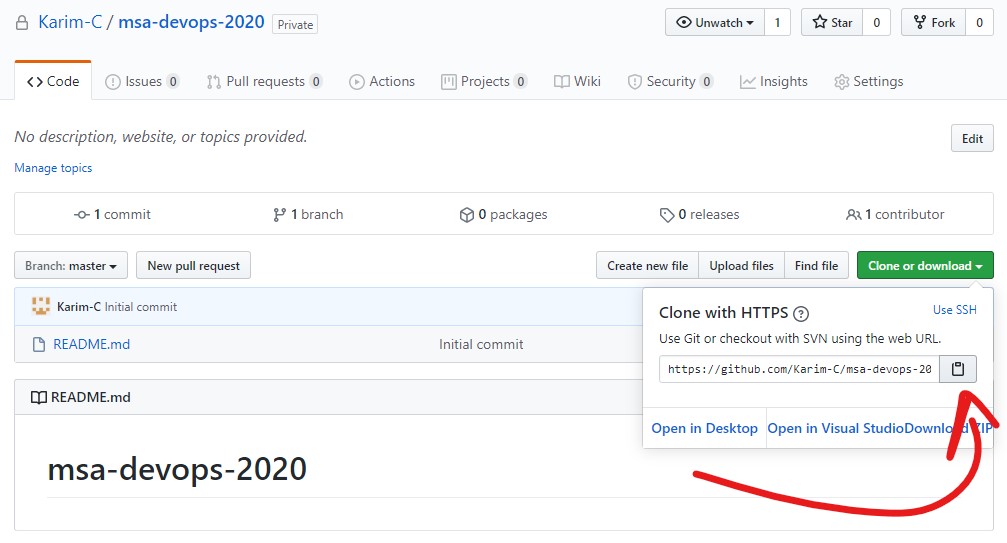 Karim-C / msa-devops-2020 Private Unwatch 1 Star 0 Fork 0
Code Issues 0 Pull requests 0 Actions Projects 0 Wiki Security 0 Insights Settings
No description, website, or topics provided. Edit
Manage topics
1 commit 1 branch 0 packages 0 releases 1 contributor
Branch: master New pull request Create new file Upload files Find file Clone or download
Karim-C Initial commit
README.md Initial commit
Clone with HTTPS ? Use SSH
Use Git or checkout with SVN using the web URL.
https://github.com/Karim-C/msa-devops-20
Open in Desktop Open in Visual Studio Download ZIP
README.md
msa-devops-2020